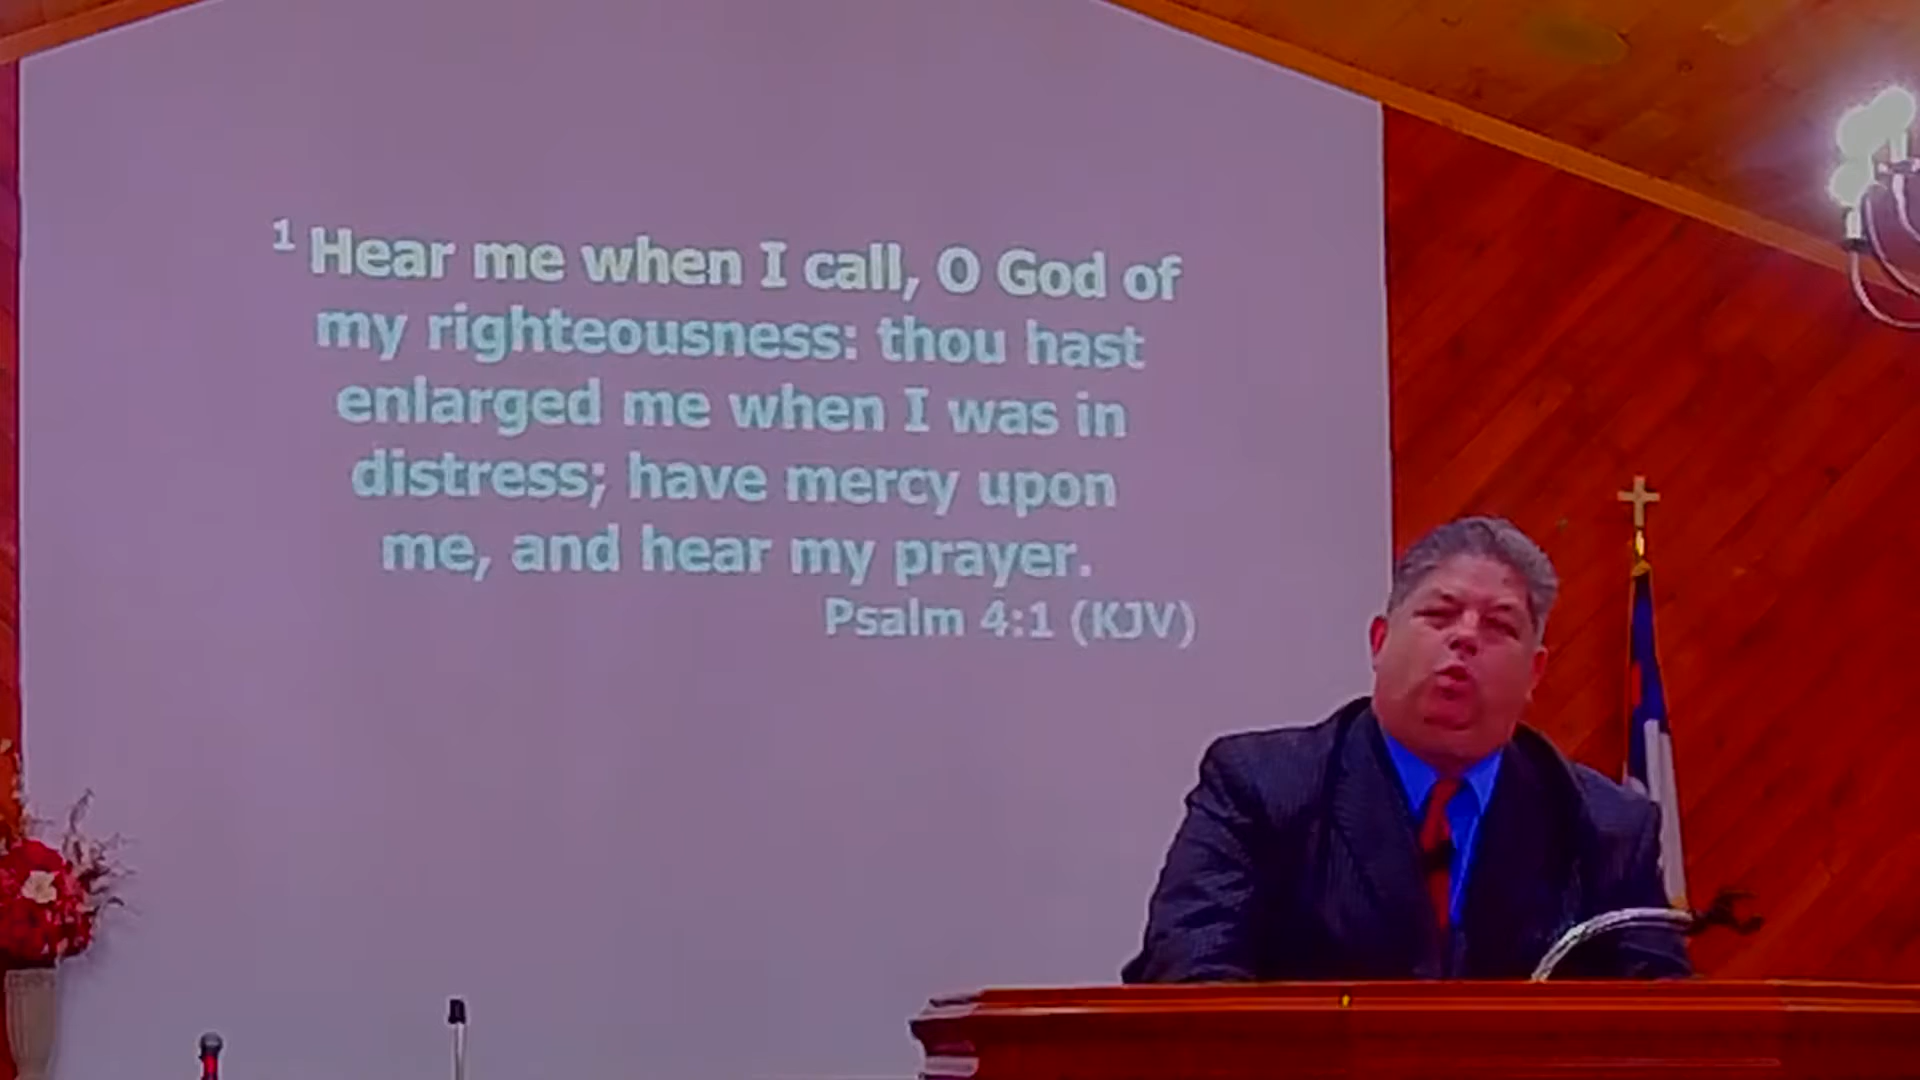 1 Hear me when I call, O God of
my righteousness: thou hast
enlarged me when I was in
distress; have mercy upon
me, and hear my prayer.
Psalm 4:1 (KJV)